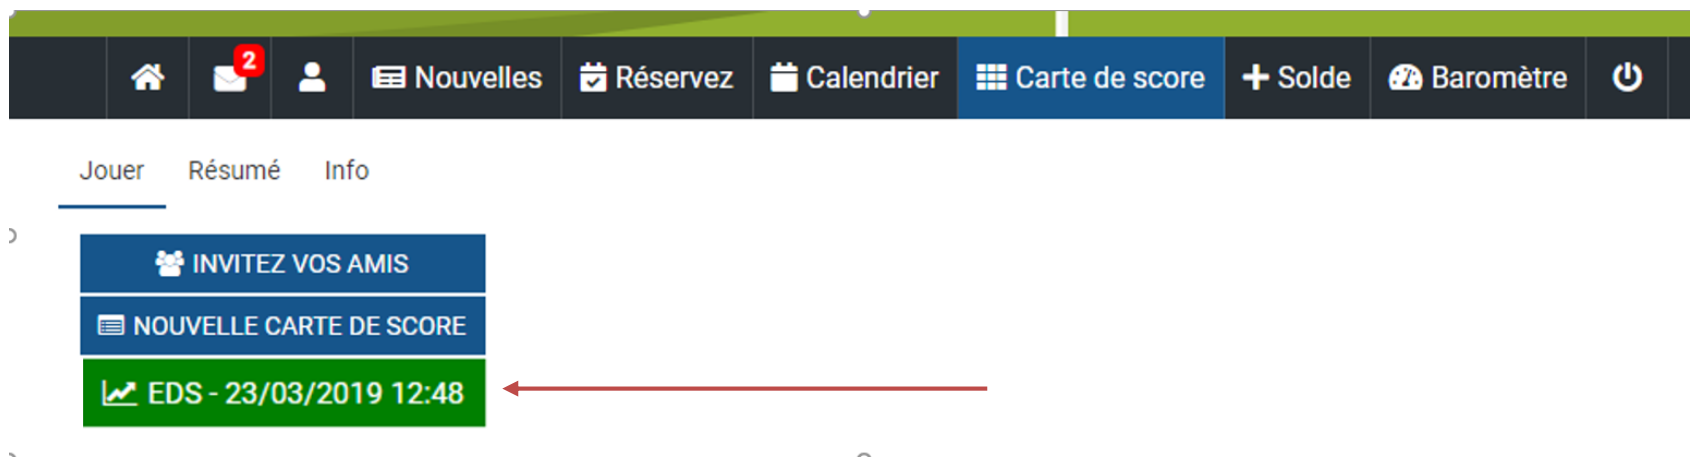 2
Nouvelles Réservez Calendrier Carte de score Solde Baromètre
Jouer Résumé Info
INVITEZ VOS AMIS
NOUVELLE CARTE DE SCORE
EDS - 23/03/2019 12:48